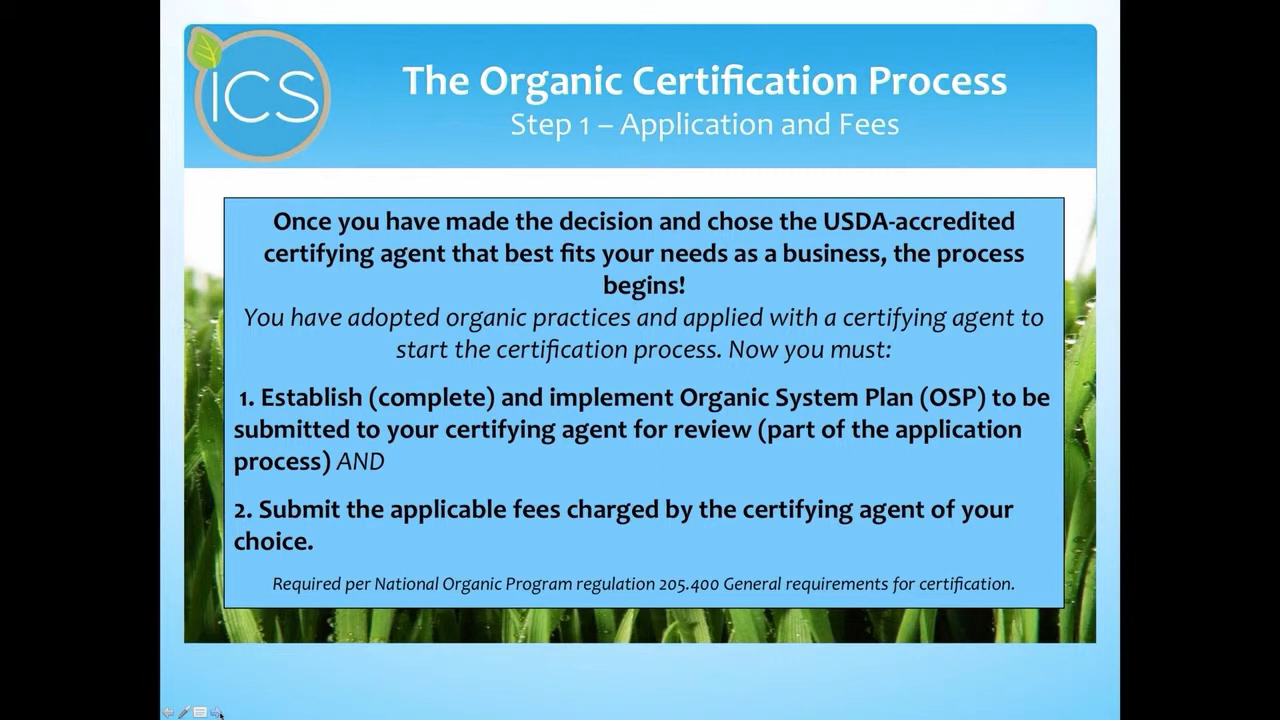 ICS
The Organic Certification Process
Step 1 – Application and Fees
Once you have made the decision and chose the USDA-accredited
certifying agent that best fits your needs as a business, the process
begins!
You have adopted organic practices and applied with a certifying agent to
start the certification process. Now you must:
1. Establish (complete) and implement Organic System Plan (OSP) to be
submitted to your certifying agent for review (part of the application
process) AND
2. Submit the applicable fees charged by the certifying agent of your
choice.
Required per National Organic Program regulation 205.400 General requirements for certification.